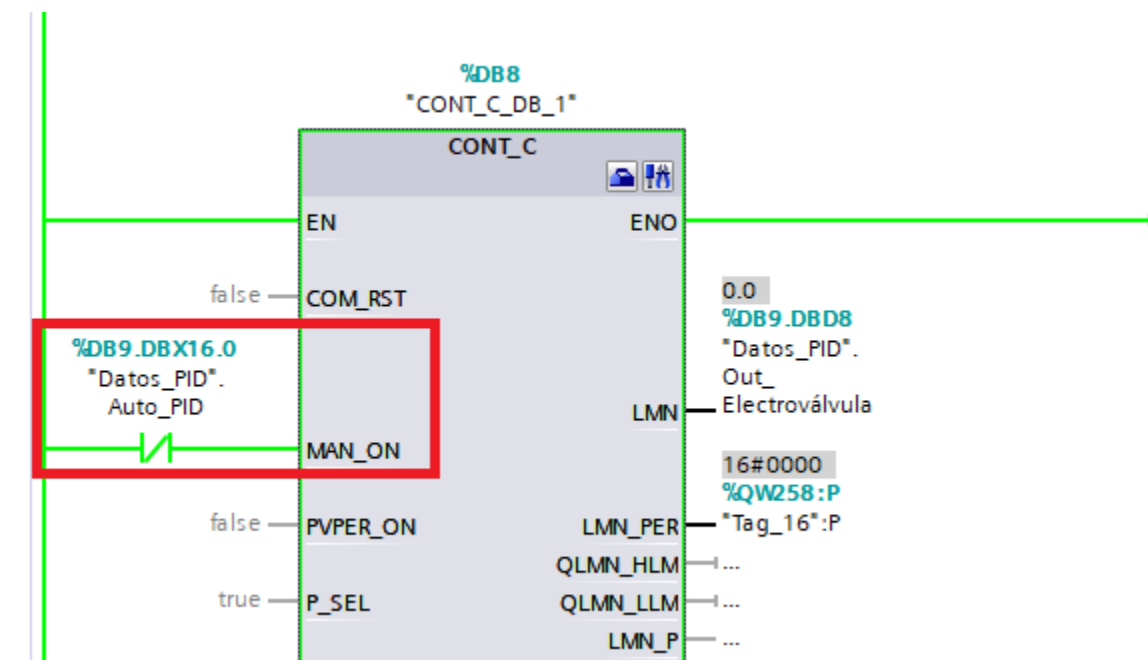 %DB8
"CONT_C_DB_1"
CONT_C
EN
ENO
false
COM_RST
%DB9.DBX16.0
"Datos_PID".
Auto_PID
MAN_ON
0.0
%DB9.DBD8
"Datos_PID".
Out_
Electroválvula
LMN
16#0000
%QW258:P
"Tag_16":P
LMN_PER
false
PVPER_ON
QLMN_HLM
...
true
P_SEL
QLMN_LLM
...
LMN_P
...